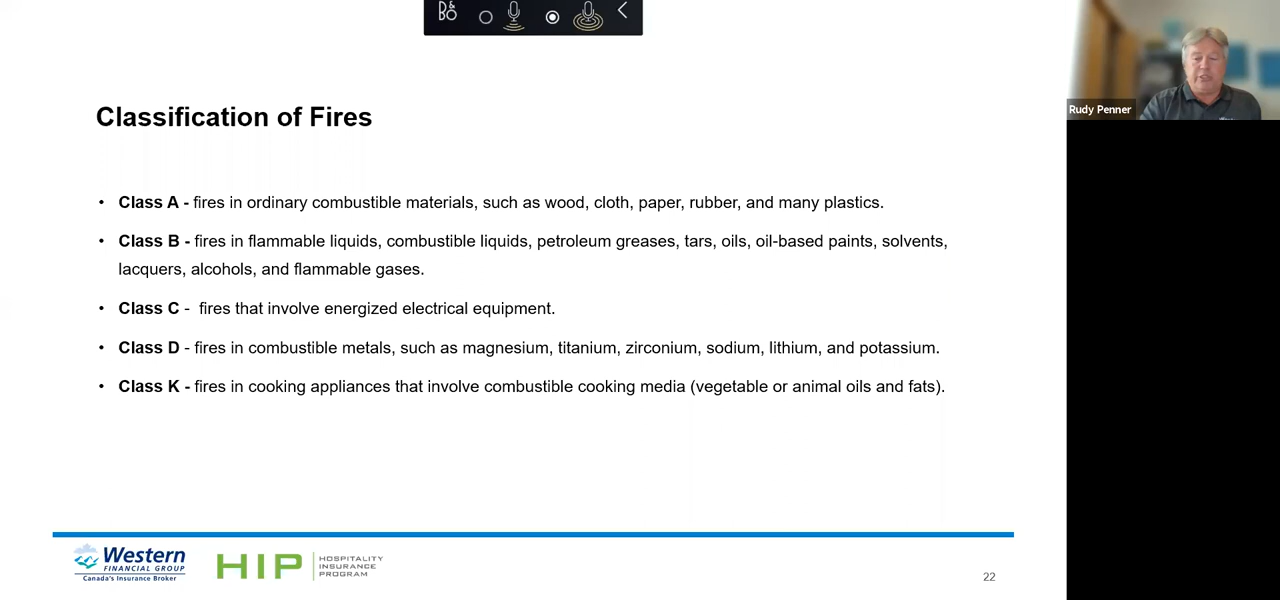 B&O
Rudy Penner
Classification of Fires
• Class A - fires in ordinary combustible materials, such as wood, cloth, paper, rubber, and many plastics.
• Class B - fires in flammable liquids, combustible liquids, petroleum greases, tars, oils, oil-based paints, solvents,
lacquers, alcohols, and flammable gases.
• Class C - fires that involve energized electrical equipment.
• Class D - fires in combustible metals, such as magnesium, titanium, zirconium, sodium, lithium, and potassium.
• Class K - fires in cooking appliances that involve combustible cooking media (vegetable or animal oils and fats).
Western
FINANCIAL GROUP
Canada's Insurance Broker
HIP
HOSPITALITY
INSURANCE
PROGRAM
22